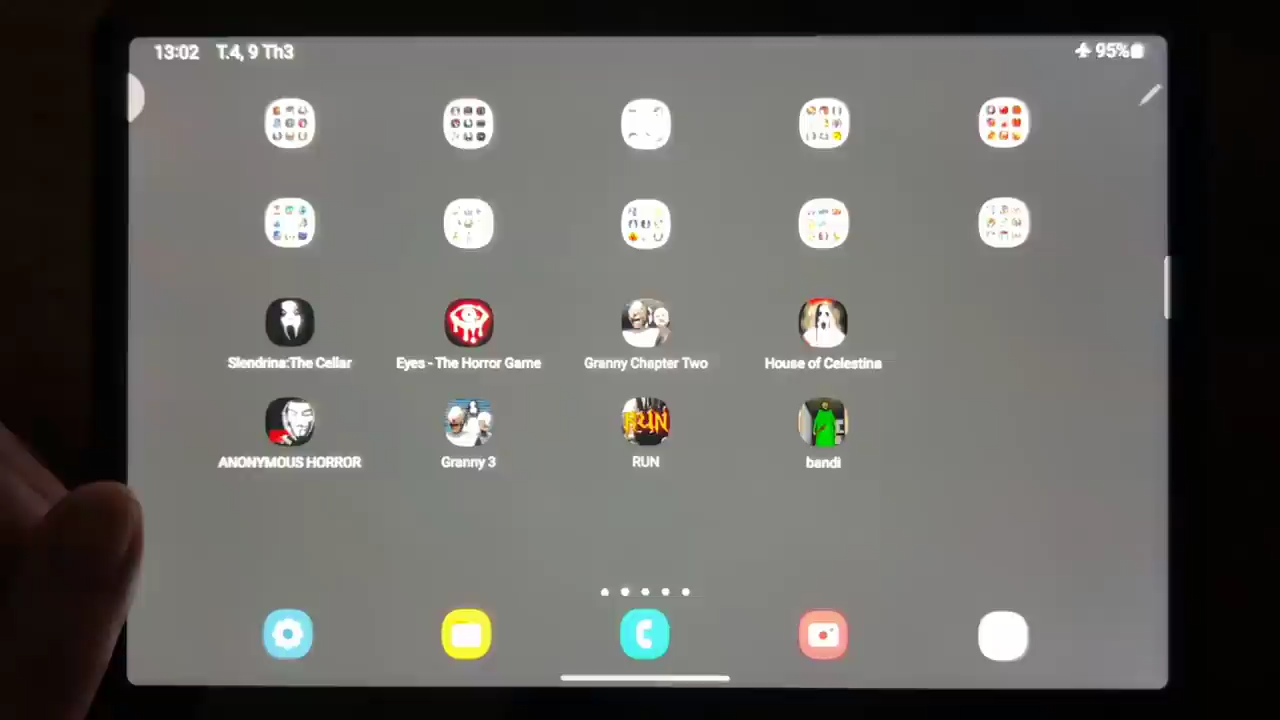 13:02 T.4, 9 Th3
95%
Slendrina:The Cellar
Eyes - The Horror Game
Granny Chapter Two
House of Celestina
RUN
ANONYMOUS HORROR
Granny 3
RUN
bandi